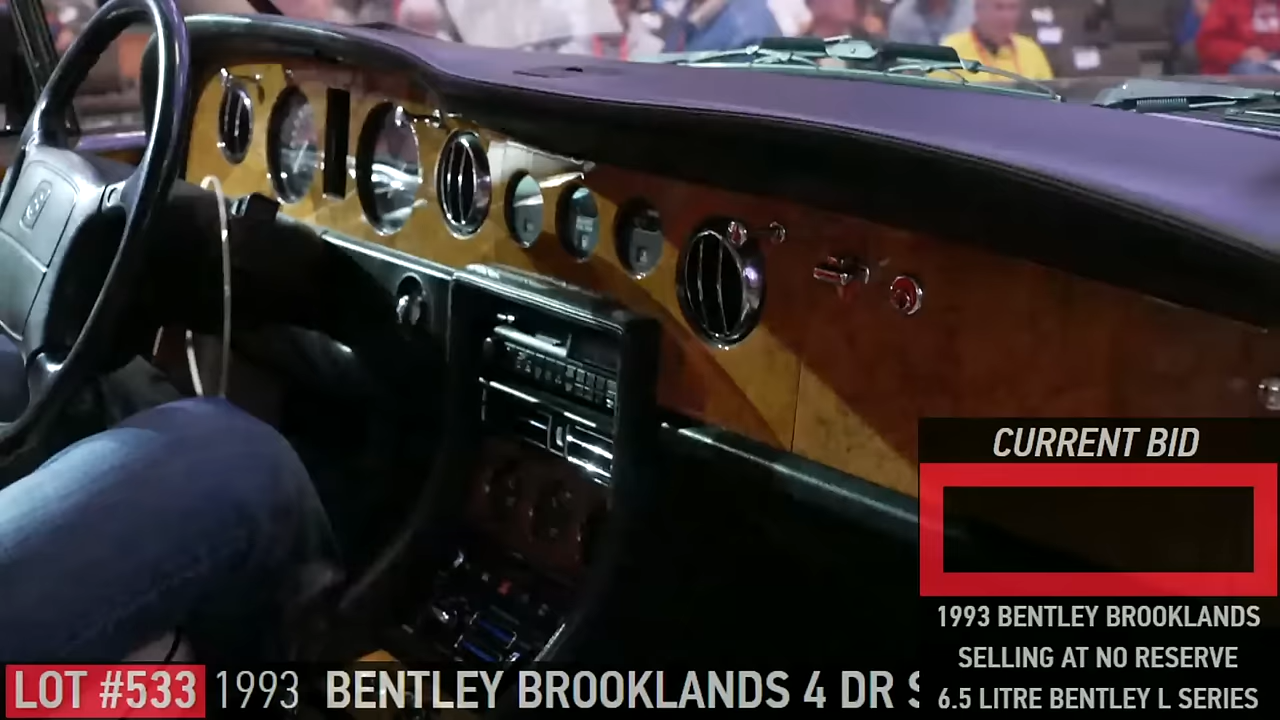 CURRENT BID
1993 BENTLEY BROOKLANDS
SELLING AT NO RESERVE
6.5 LITRE BENTLEY L SERIES
LOT #533 1993 BENTLEY BROOKLANDS 4 DR S